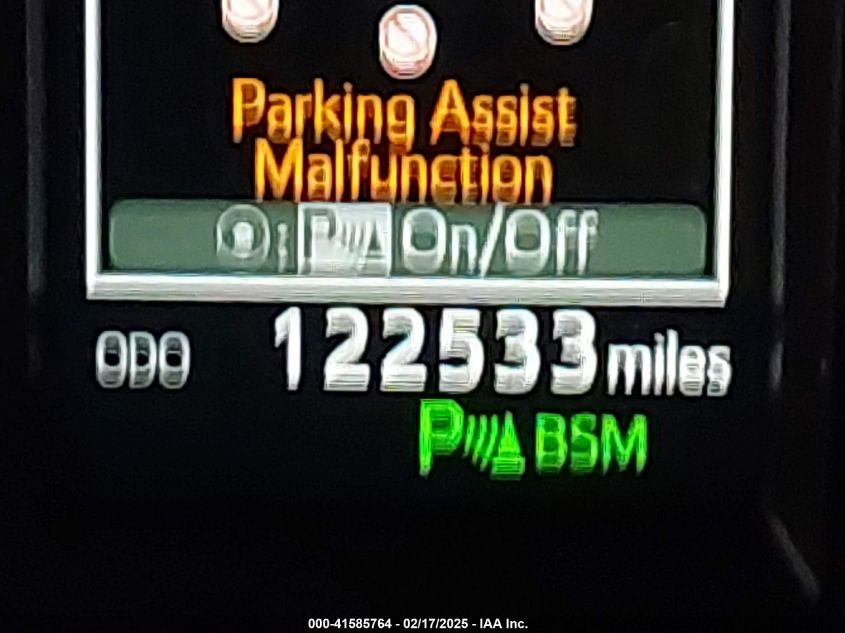 Parking Assist
Malfunction
: P On/Off
ODO 122533 miles
P BSM
000-41585764 - 02/17/2025 - IAA Inc.